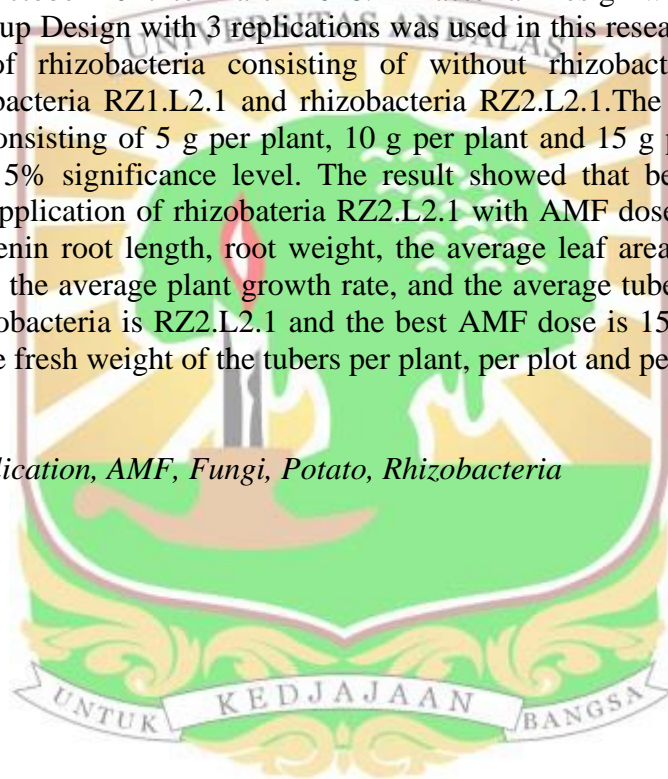 up Design with 3 replications was used in this resea
UNIVERSITAS ANDALAS
of rhizobacteria consisting of without rhizobact
bacteria RZ1.L2.1 and rhizobacteria RZ2.L2.1.The
onsisting of 5 g per plant, 10 g per plant and 15 g p
5% significance level. The result showed that be
pplication of rhizobateria RZ2.L2.1 with AMF dose
enin root length, root weight, the average leaf area
the average plant growth rate, and the average tube
obacteria is RZ2.L2.1 and the best AMF dose is 15
e fresh weight of the tubers per plant, per plot and pe
lication, AMF, Fungi, Potato, Rhizobacteria
UNTUK KEDJAJAAN BANGSA